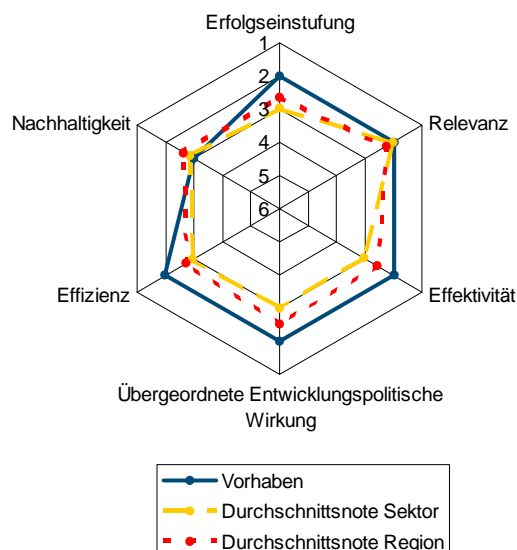 Erfolgseinstufung
1
2
3
4
5
6
Nachhaltigkeit
Relevanz
Effizienz
Effektivität
Übergeordnete Entwicklungspolitische
Wirkung
Vorhaben
Durchschnittsnote Sektor
Durchschnittsnote Region